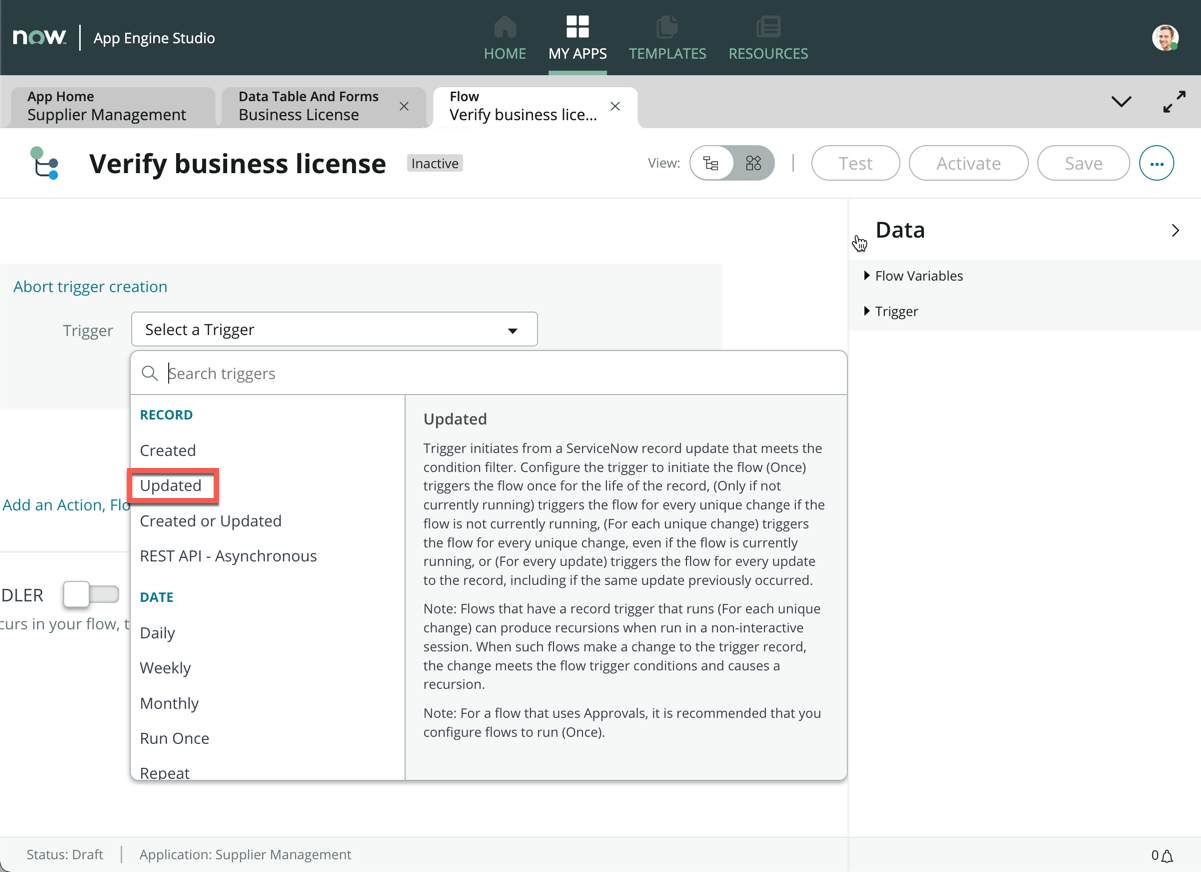 now
App Engine Studio
HOME
MY APPS
TEMPLATES
RESOURCES
App Home
Supplier Management
Data Table And Forms
Business License
Flow
Verify business lice...
Verify business license
Inactive
View:
Test
Activate
Save
Data
Flow Variables
Trigger
Abort trigger creation
Trigger
Select a Trigger
Search triggers
RECORD
Created
Updated
Created or Updated
REST API - Asynchronous
DATE
Daily
Weekly
Monthly
Run Once
Repeat
Updated
Trigger initiates from a ServiceNow record update that meets the
condition filter. Configure the trigger to initiate the flow (Once)
triggers the flow once for the life of the record, (Only if not
currently running) triggers the flow for every unique change if the
flow is not currently running, (For each unique change) triggers
the flow for every unique change, even if the flow is currently
running, or (For every update) triggers the flow for every update
to the record, including if the same update previously occurred.
Note: Flows that have a record trigger that runs (For each unique
change) can produce recursions when run in a non-interactive
session. When such flows make a change to the trigger record,
the change meets the flow trigger conditions and causes a
recursion.
Note: For a flow that uses Approvals, it is recommended that you
configure flows to run (Once).
Add an Action, Flo
DLER
curs in your flow, t
Status: Draft
Application: Supplier Management
0